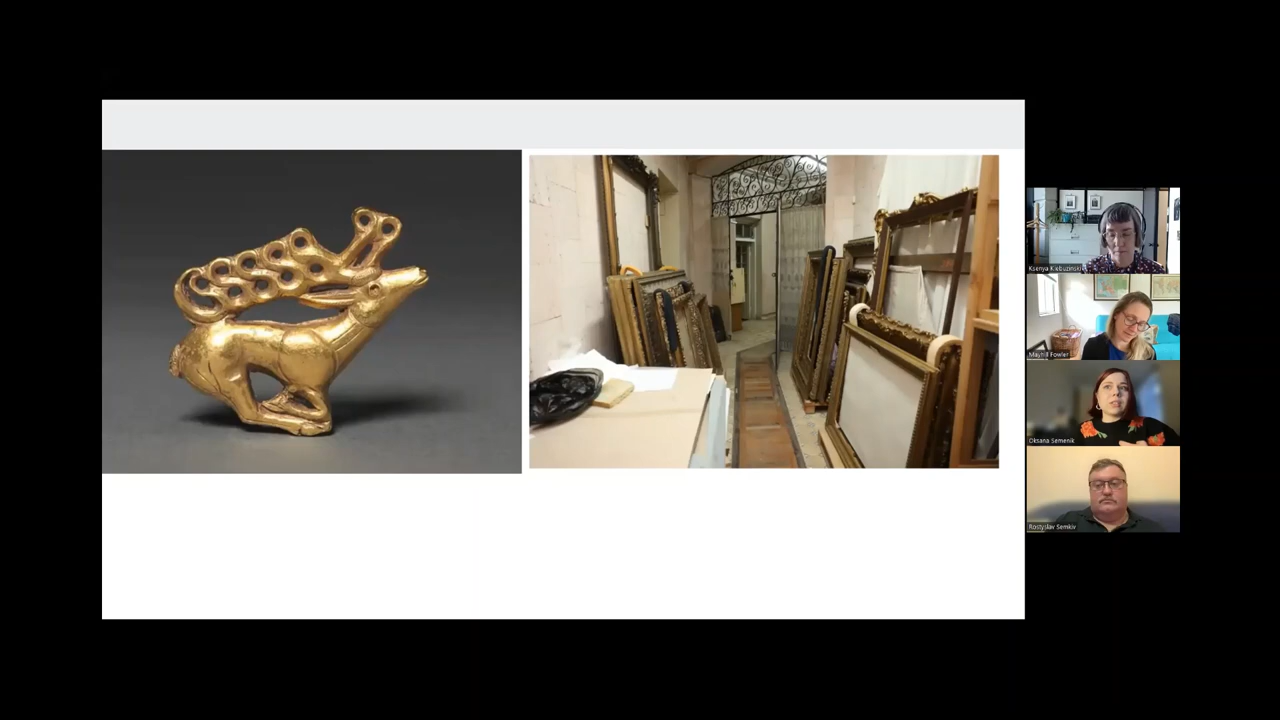 Ksenya Kiebuzinski
Mayhill Fowler
Oksana Semenik
Rostyslav Semkiv